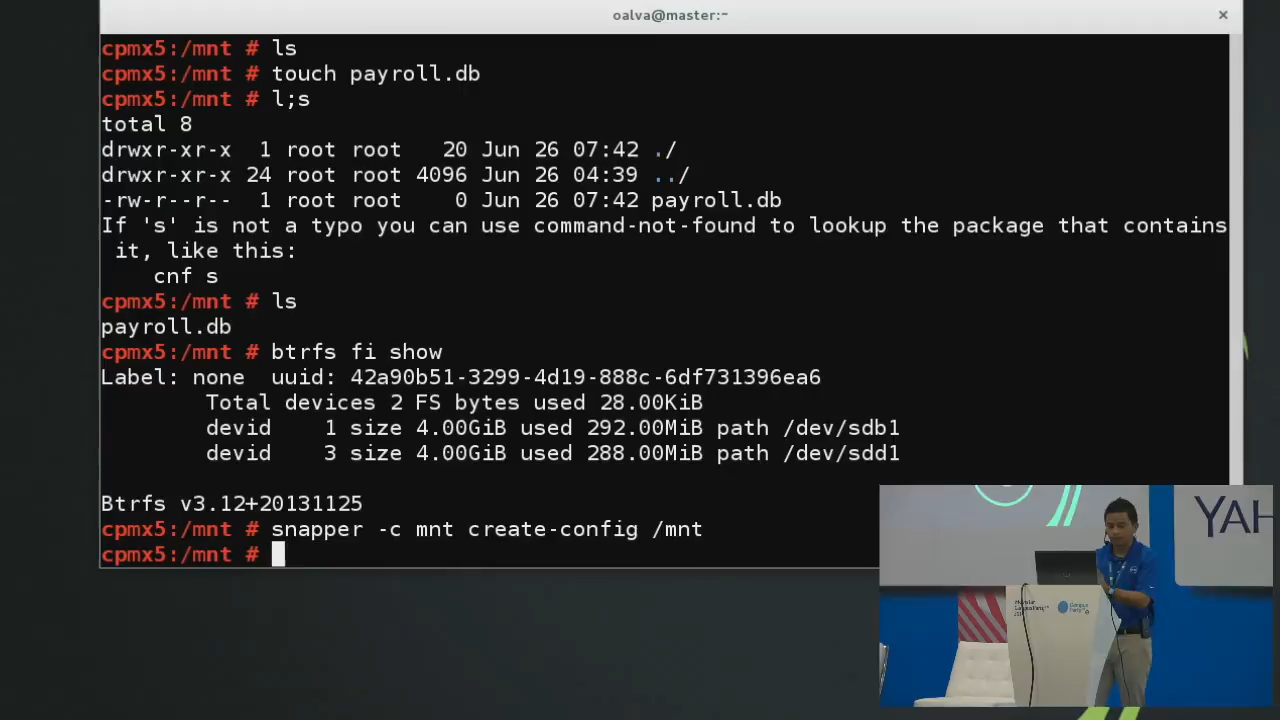 oalva@master:~
cpmx5:/mnt # ls
cpmx5:/mnt # touch payroll.db
cpmx5:/mnt # l;s
total 8
drwxr-xr-x 1 root root 20 Jun 26 07:42 ./
drwxr-xr-x 24 root root 4096 Jun 26 04:39 ../
-rw-r--r-- 1 root root 0 Jun 26 07:42 payroll.db
If 's' is not a typo you can use command-not-found to lookup the package that contains
it, like this:
cnf s
cpmx5:/mnt # ls
payroll.db
cpmx5:/mnt # btrfs fi show
Label: none uuid: 42a90b51-3299-4d19-888c-6df731396ea6
Total devices 2 FS bytes used 28.00KiB
devid 1 size 4.00GiB used 292.00MiB path /dev/sdb1
devid 3 size 4.00GiB used 288.00MiB path /dev/sdd1
Btrfs v3.12+20131125
cpmx5:/mnt # snapper -c mnt create-config /mnt
cpmx5:/mnt #
YAH
Campus
Party